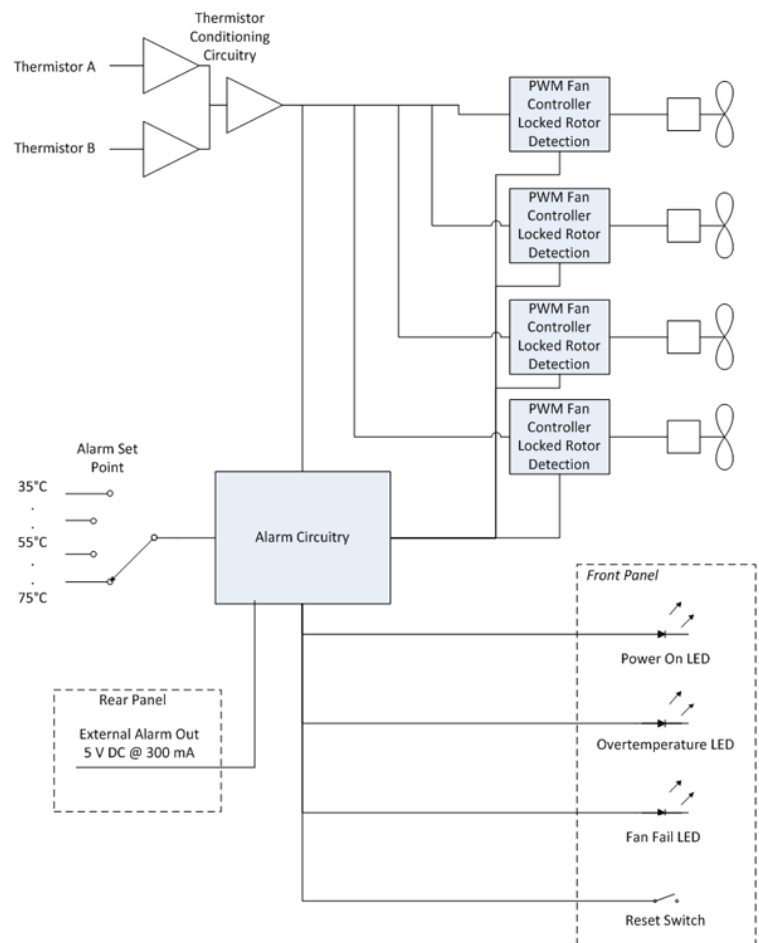 Thermistor
Conditioning
Circuitry
Thermistor A
Thermistor B
PWM Fan
Controller
Locked Rotor
Detection
PWM Fan
Controller
Locked Rotor
Detection
PWM Fan
Controller
Locked Rotor
Detection
PWM Fan
Controller
Locked Rotor
Detection
Alarm Set
Point
35°C
.
.
55°C
.
.
75°C
Alarm Circuitry
Front Panel
Power On LED
Overtemperature LED
Fan Fail LED
Reset Switch
Rear Panel
External Alarm Out
5 V DC @ 300 mA